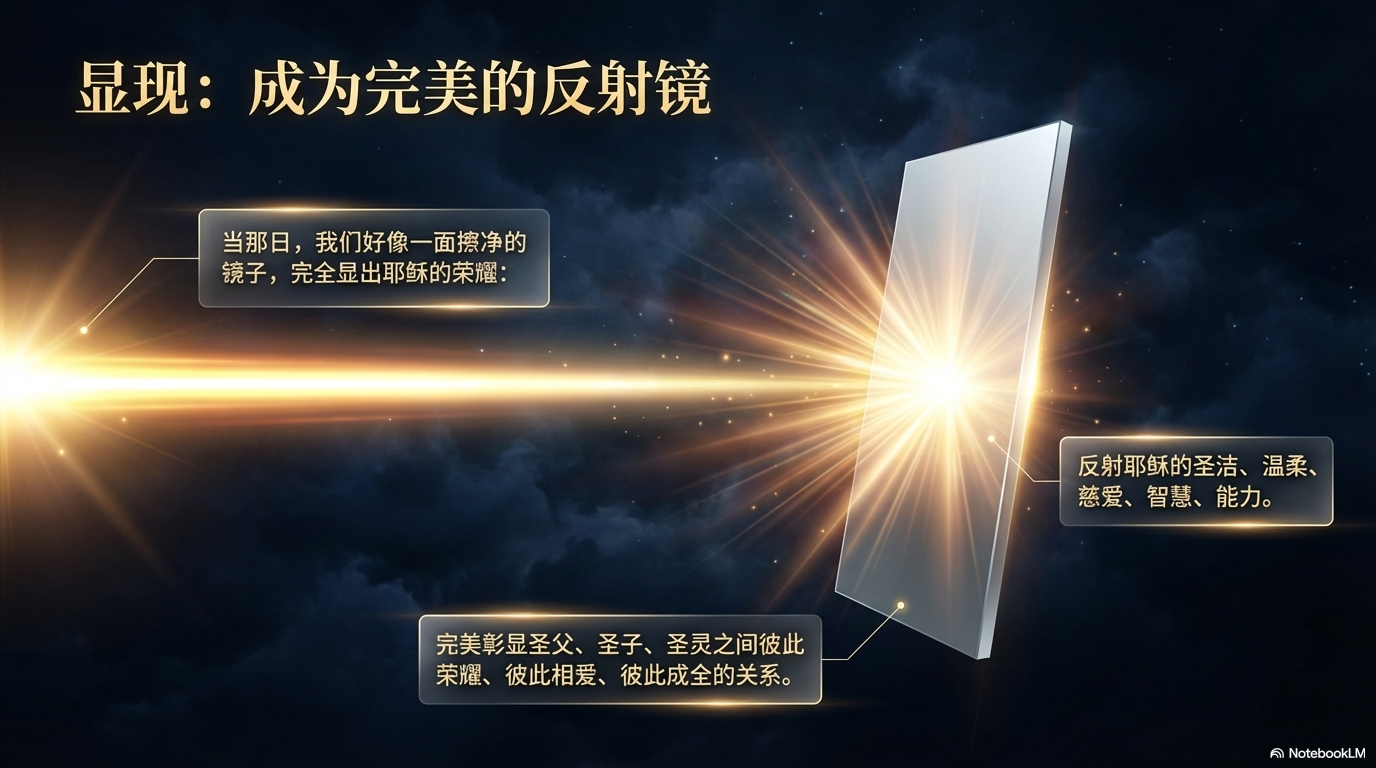 显现：成为完美的反射镜
当那日，我们好像一面擦净的
镜子，完全显出耶稣的荣耀：
反射耶稣的圣洁、温柔、
慈爱、智慧、能力。
完美彰显圣父、圣子、圣灵之间彼此
荣耀、彼此相爱、彼此成全的关系。
NotebookLM